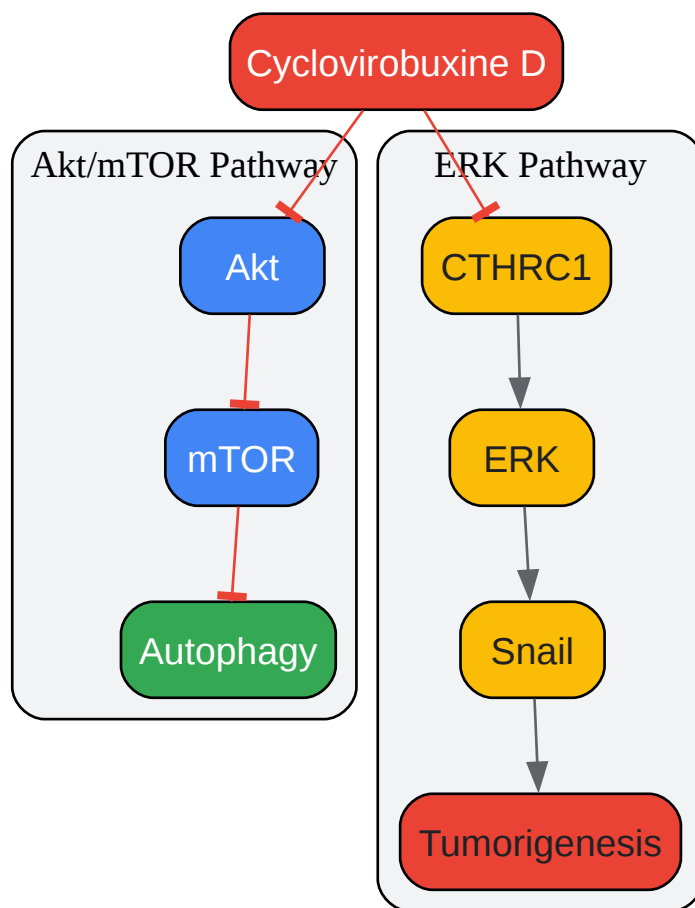 Cyclovirobuxine D
Akt/mTOR Pathway
Akt
mTOR
Autophagy
ERK Pathway
CTHRC1
ERK
Snail
Tumorigenesis